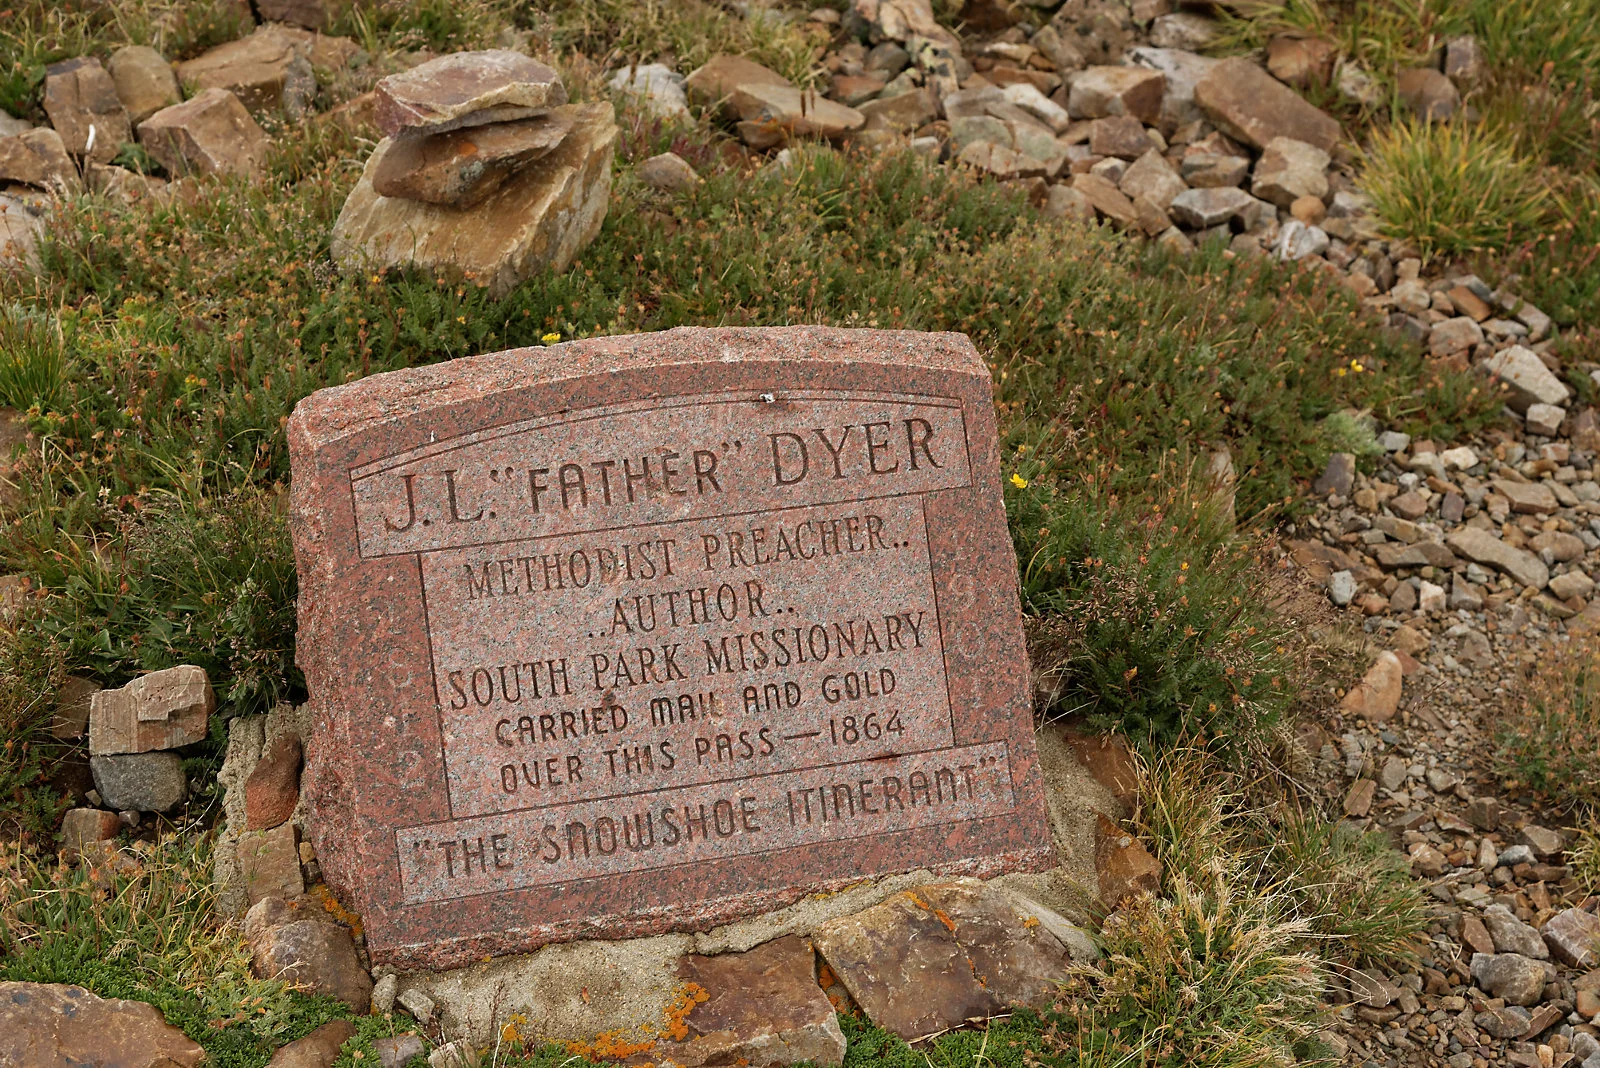 J.L. "FATHER" DYER
METHODIST PREACHER..
..AUTHOR..
SOUTH PARK MISSIONARY
CARRIED MAIL AND GOLD
OVER THIS PASS—1864
"THE SNOWSHOE ITINERANT"